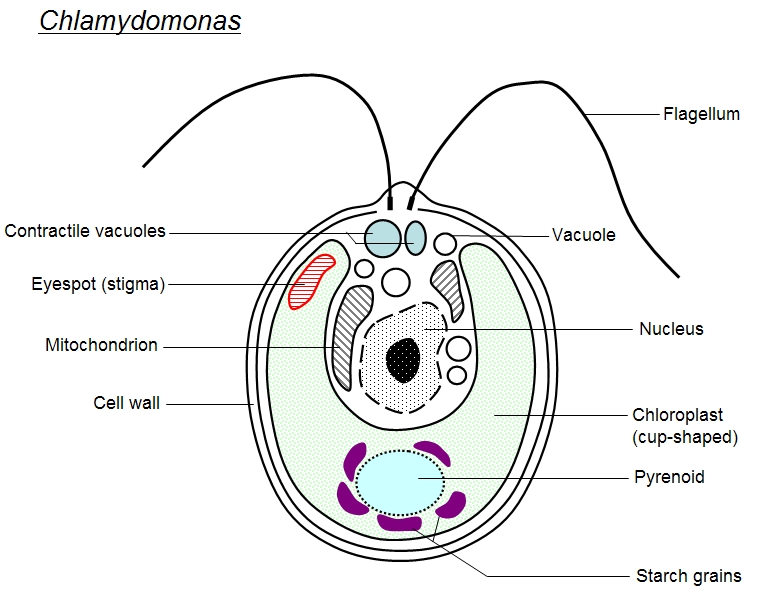 Chlamydomonas
Flagellum
Contractile vacuoles
Vacuole
Eyespot (stigma)
Nucleus
Mitochondrion
Cell wall
Chloroplast
(cup-shaped)
Pyrenoid
Starch grains